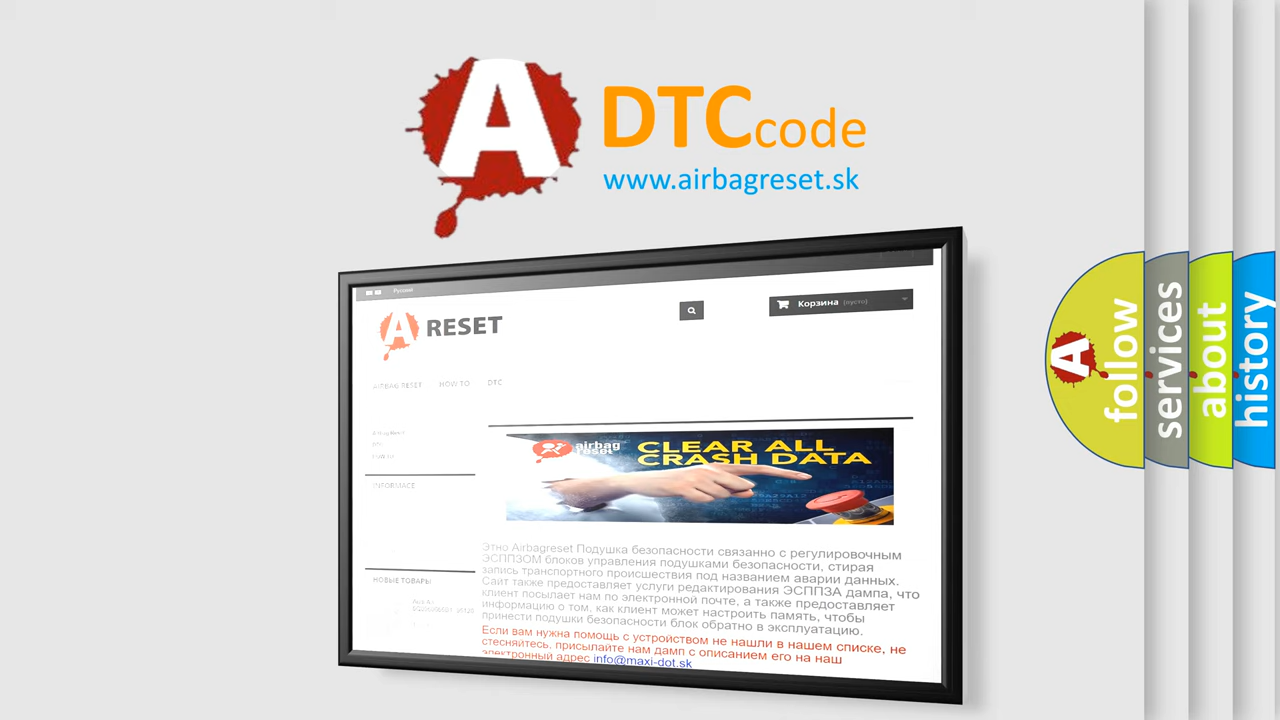 A DTCcode
www.airbagreset.sk
Русский
A RESET
Корзина (пусто)
AIRBAG RESET HOW TO DTC
airbag
reset
CLEAR ALL
CRASH DATA
INFORMACE
Этно Airbagreset Подушка безопасности связанно с регулировочным
ЭСППЗОМ блоков управления подушками безопасности, стирая
запись транспортного происшествия под названием аварии данных.
Сайт также предоставляет услуги редактирования ЭСППЗА дампа, что
клиент посылает нам по электронной почте, а также предоставляет
информацию о том, как клиент может настроить память, чтобы
принести подушки безопасности блок обратно в эксплуатацию.
НОВЫЕ ТОВАРЫ
Если вам нужна помощь с устройством не нашли в нашем списке, не
стесняйтесь, присылайте нам дамп с описанием его на наш
электронный адрес info@maxi-dot.sk
A
follow
services
about
history